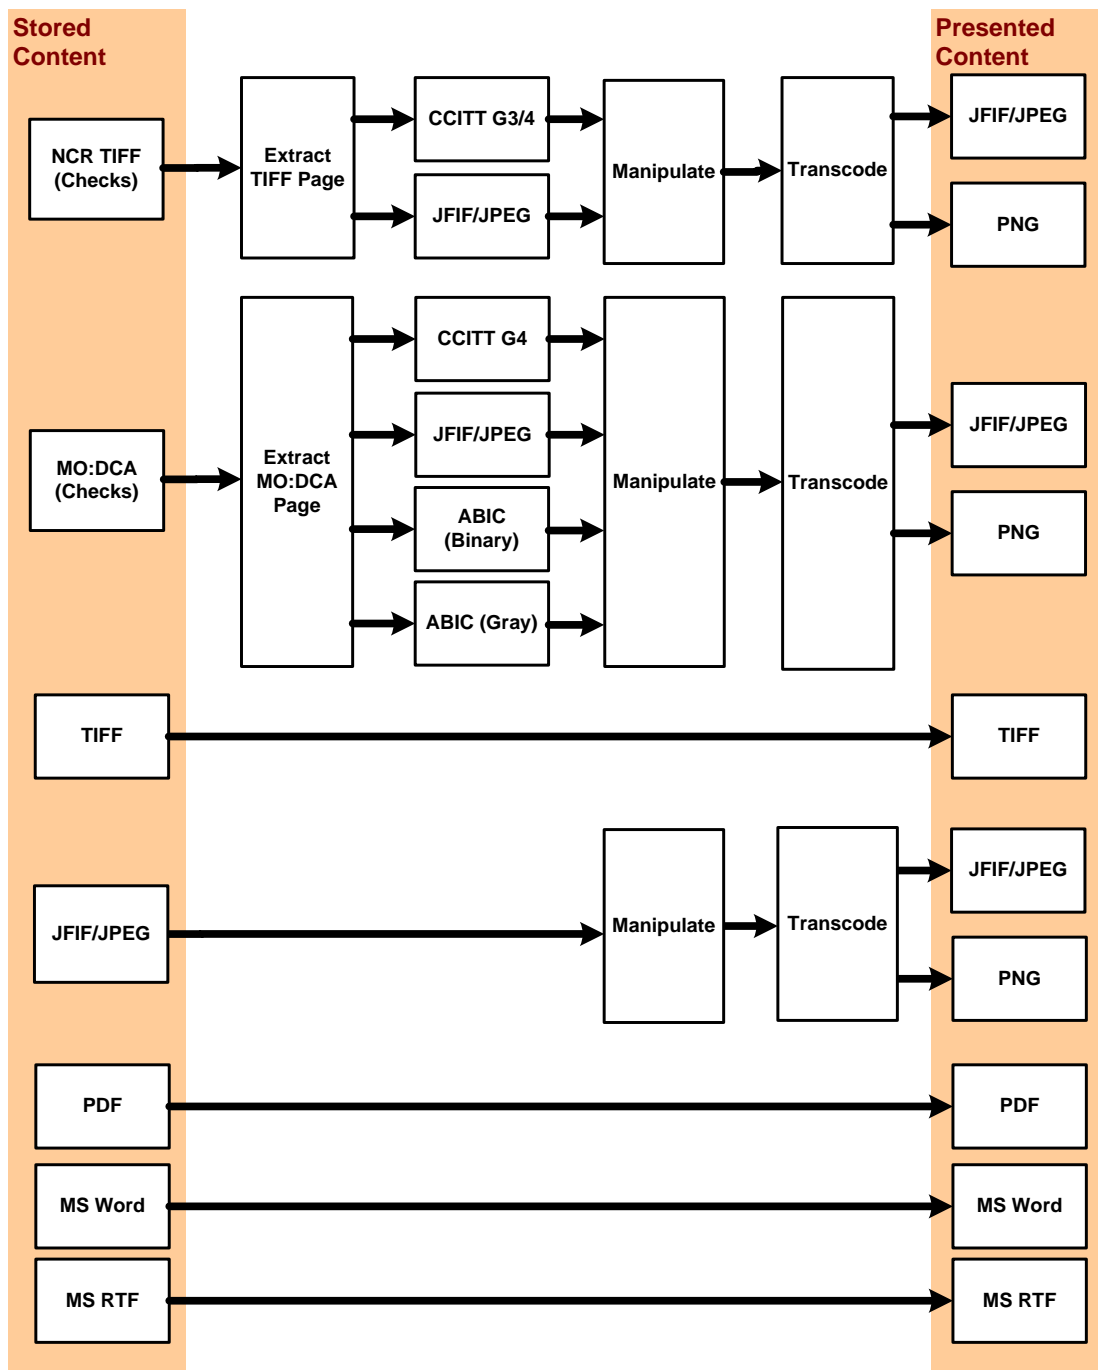 Stored
Content
Presented
Content
NCR TIFF
(Checks)
Extract
TIFF Page
CCITT G3/4
JFIF/JPEG
Manipulate
Transcode
JFIF/JPEG
PNG
MO:DCA
(Checks)
Extract
MO:DCA
Page
CCITT G4
JFIF/JPEG
ABIC
(Binary)
ABIC (Gray)
Manipulate
Transcode
JFIF/JPEG
PNG
TIFF
TIFF
JFIF/JPEG
Manipulate
Transcode
JFIF/JPEG
PNG
PDF
PDF
MS Word
MS Word
MS RTF
MS RTF